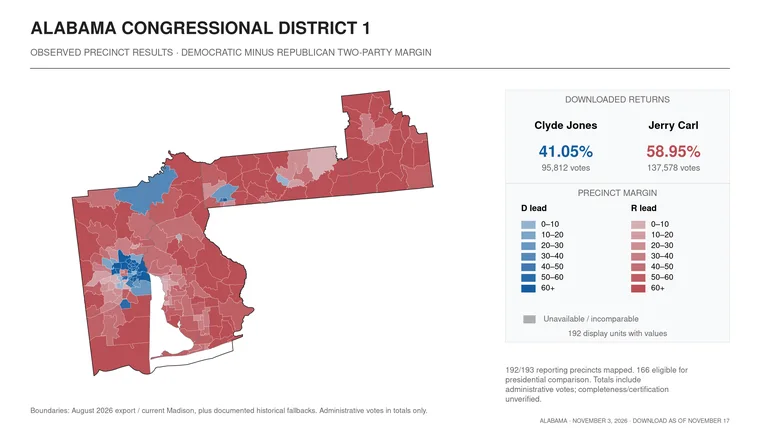 ALABAMA CONGRESSIONAL DISTRICT 1
OBSERVED PRECINCT RESULTS · DEMOCRATIC MINUS REPUBLICAN TWO-PARTY MARGIN
DOWNLOADED RETURNS
Clyde Jones Jerry Carl
41.05% 58.95%
95,812 votes 137,578 votes
PRECINCT MARGIN
D lead R lead
0–10 0–10
10–20 10–20
20–30 20–30
30–40 30–40
40–50 40–50
50–60 50–60
60+ 60+
Unavailable / incomparable
192 display units with values
192/193 reporting precincts mapped. 166 eligible for
presidential comparison. Totals include
administrative votes; completeness/certification
unverified.
Boundaries: August 2026 export / current Madison, plus documented historical fallbacks. Administrative votes in totals only.
ALABAMA · NOVEMBER 3, 2026 · DOWNLOAD AS OF NOVEMBER 17